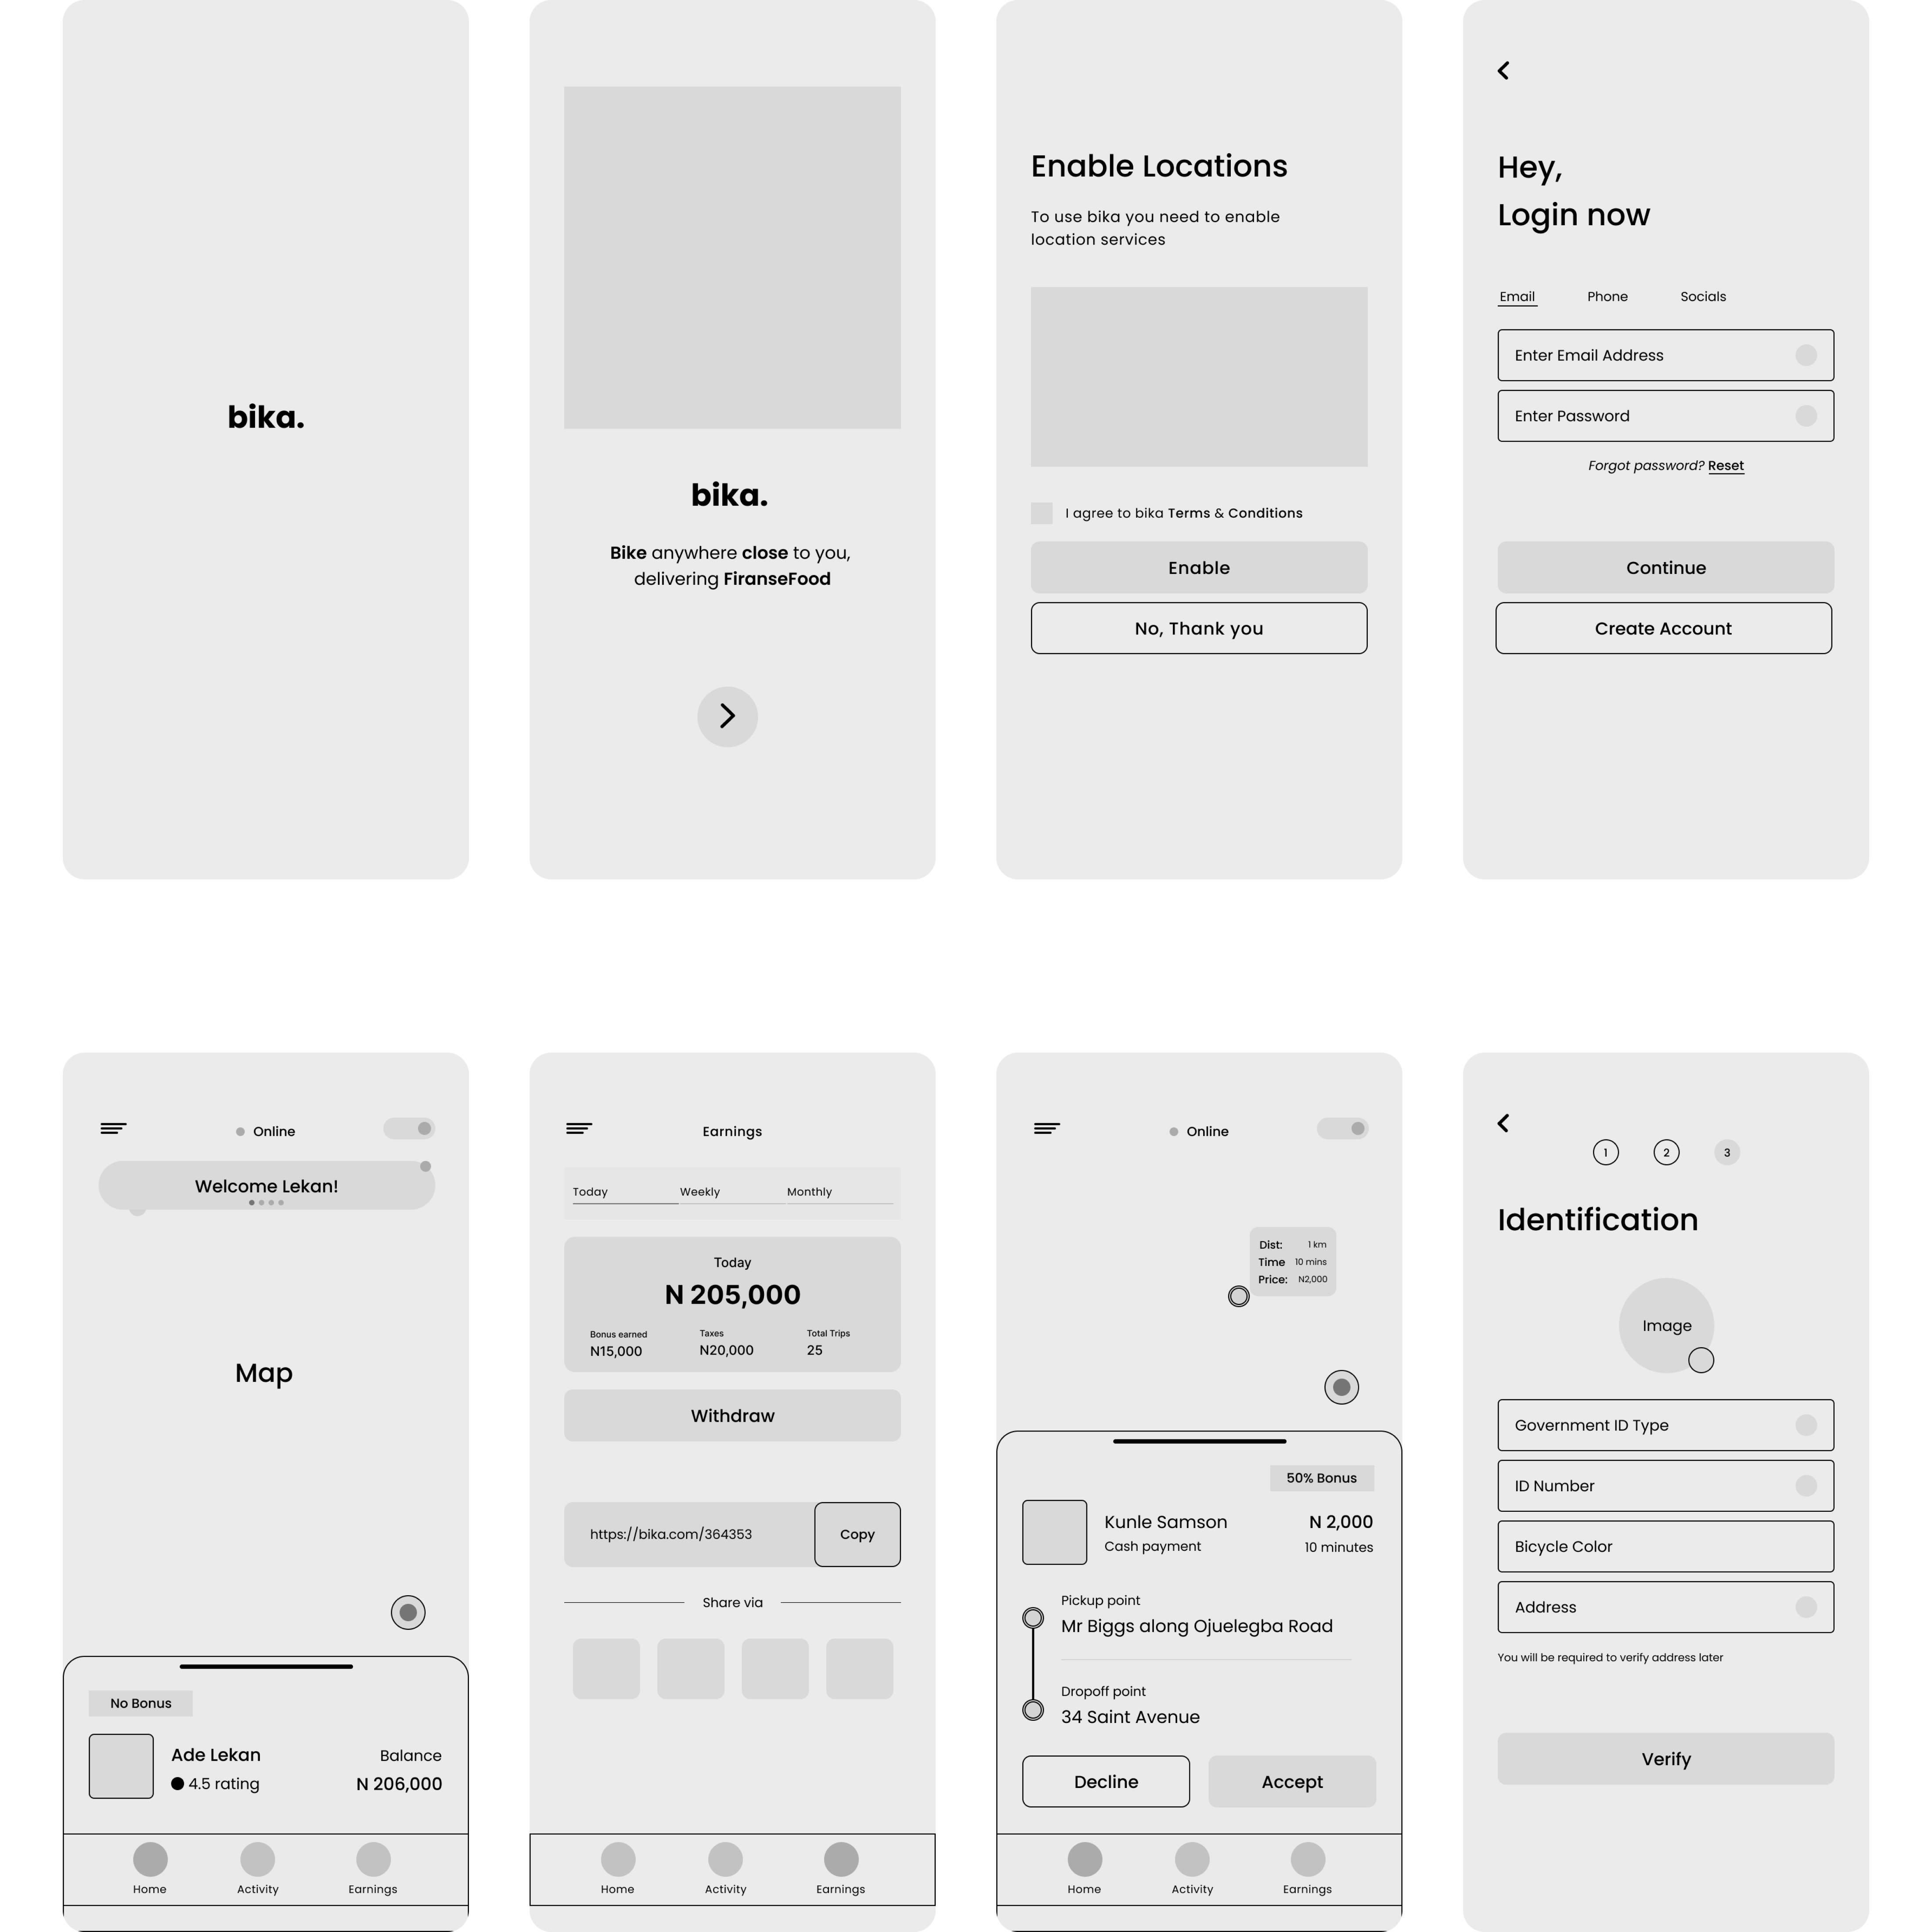 bika.
bika.
Bike anywhere close to you,
delivering FiranseFood
Enable Locations
To use bika you need to enable
location services
I agree to bika Terms & Conditions
Enable
No, Thank you
Hey,
Login now
Email Phone Socials
Enter Email Address
Enter Password
Forgot password? Reset
Continue
Create Account
Online
Welcome Lekan!
Map
No Bonus
Ade Lekan Balance
4.5 rating N 206,000
Home Activity Earnings
Earnings
Today Weekly Monthly
Today
N 205,000
Bonus earned Taxes Total Trips
N15,000 N20,000 25
Withdraw
https://bika.com/364353 Copy
Share via
Home Activity Earnings
Online
Dist: 1 km
Time 10 mins
Price: N2,000
50% Bonus
Kunle Samson N 2,000
Cash payment 10 minutes
Pickup point
Mr Biggs along Ojuelegba Road
Dropoff point
34 Saint Avenue
Decline Accept
Home Activity Earnings
1 2 3
Identification
Image
Government ID Type
ID Number
Bicycle Color
Address
You will be required to verify address later
Verify